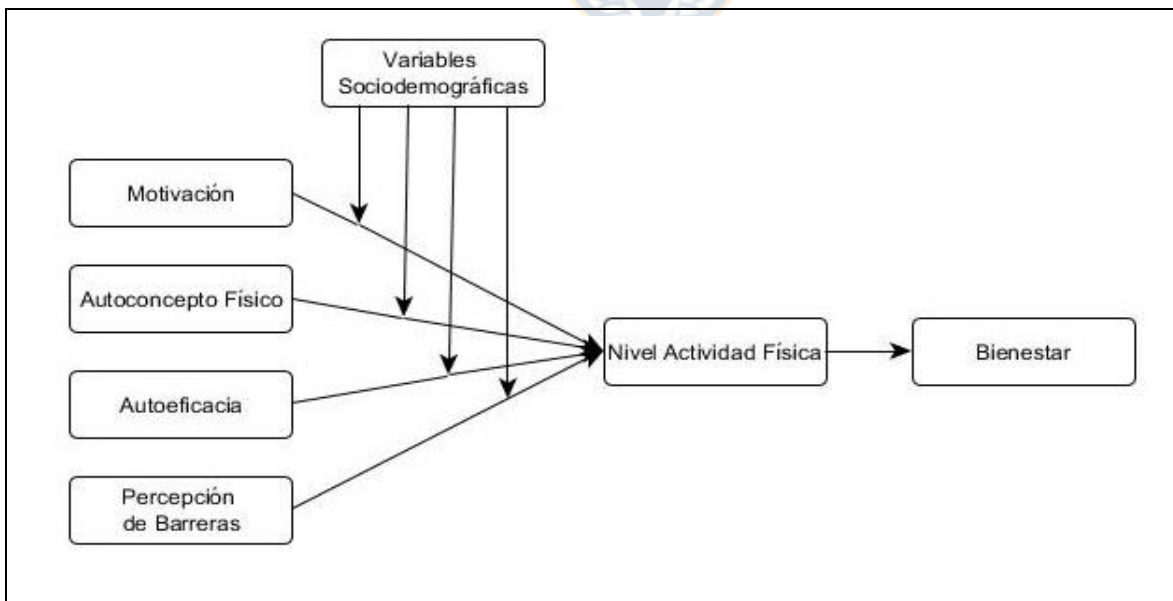 Variables
Sociodemográficas
Motivación
Autoconcepto Físico
Autoeficacia
Percepción
de Barreras
Nivel Actividad Física
Bienestar